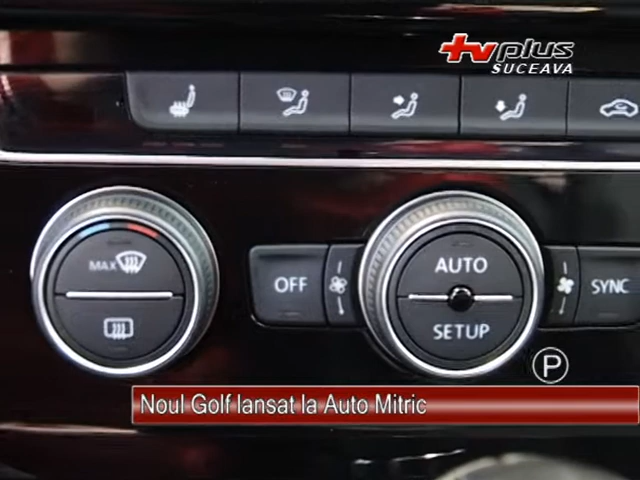 tvplus
SUCEAVA
MAX
OFF
AUTO
SETUP
SYNC
P
Noul Golf lansat la Auto Mitric